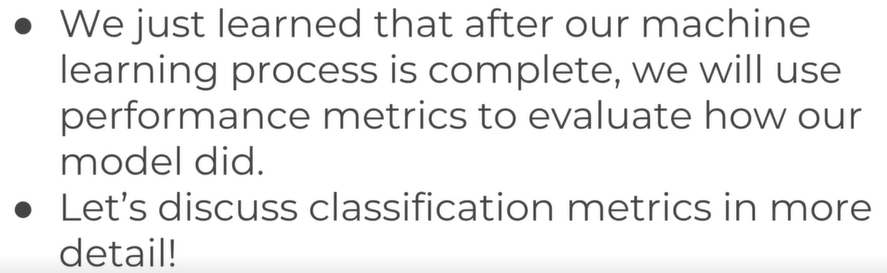 ● We just learned that after our machine
learning process is complete, we will use
performance metrics to evaluate how our
model did.
● Let’s discuss classification metrics in more
detail!